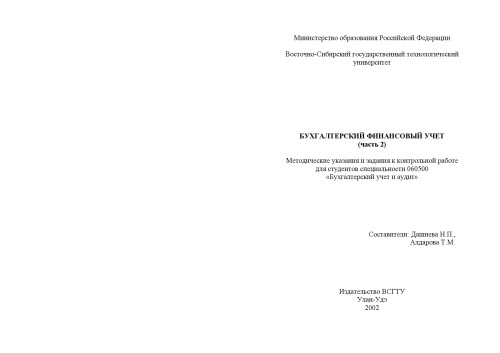 Министерство образования Российской Федерации
Восточно-Сибирский государственный технологический
университет
БУХГАЛТЕРСКИЙ ФИНАНСОВЫЙ УЧЕТ
(часть 2)
Методические указания и задания к контрольной работе
для студентов специальности 060500
«Бухгалтерский учет и аудит»
Составители: Дашиева Н.П.,
Алдарова Т.М.
Издательство ВСГТУ
Улан-Удэ
2002